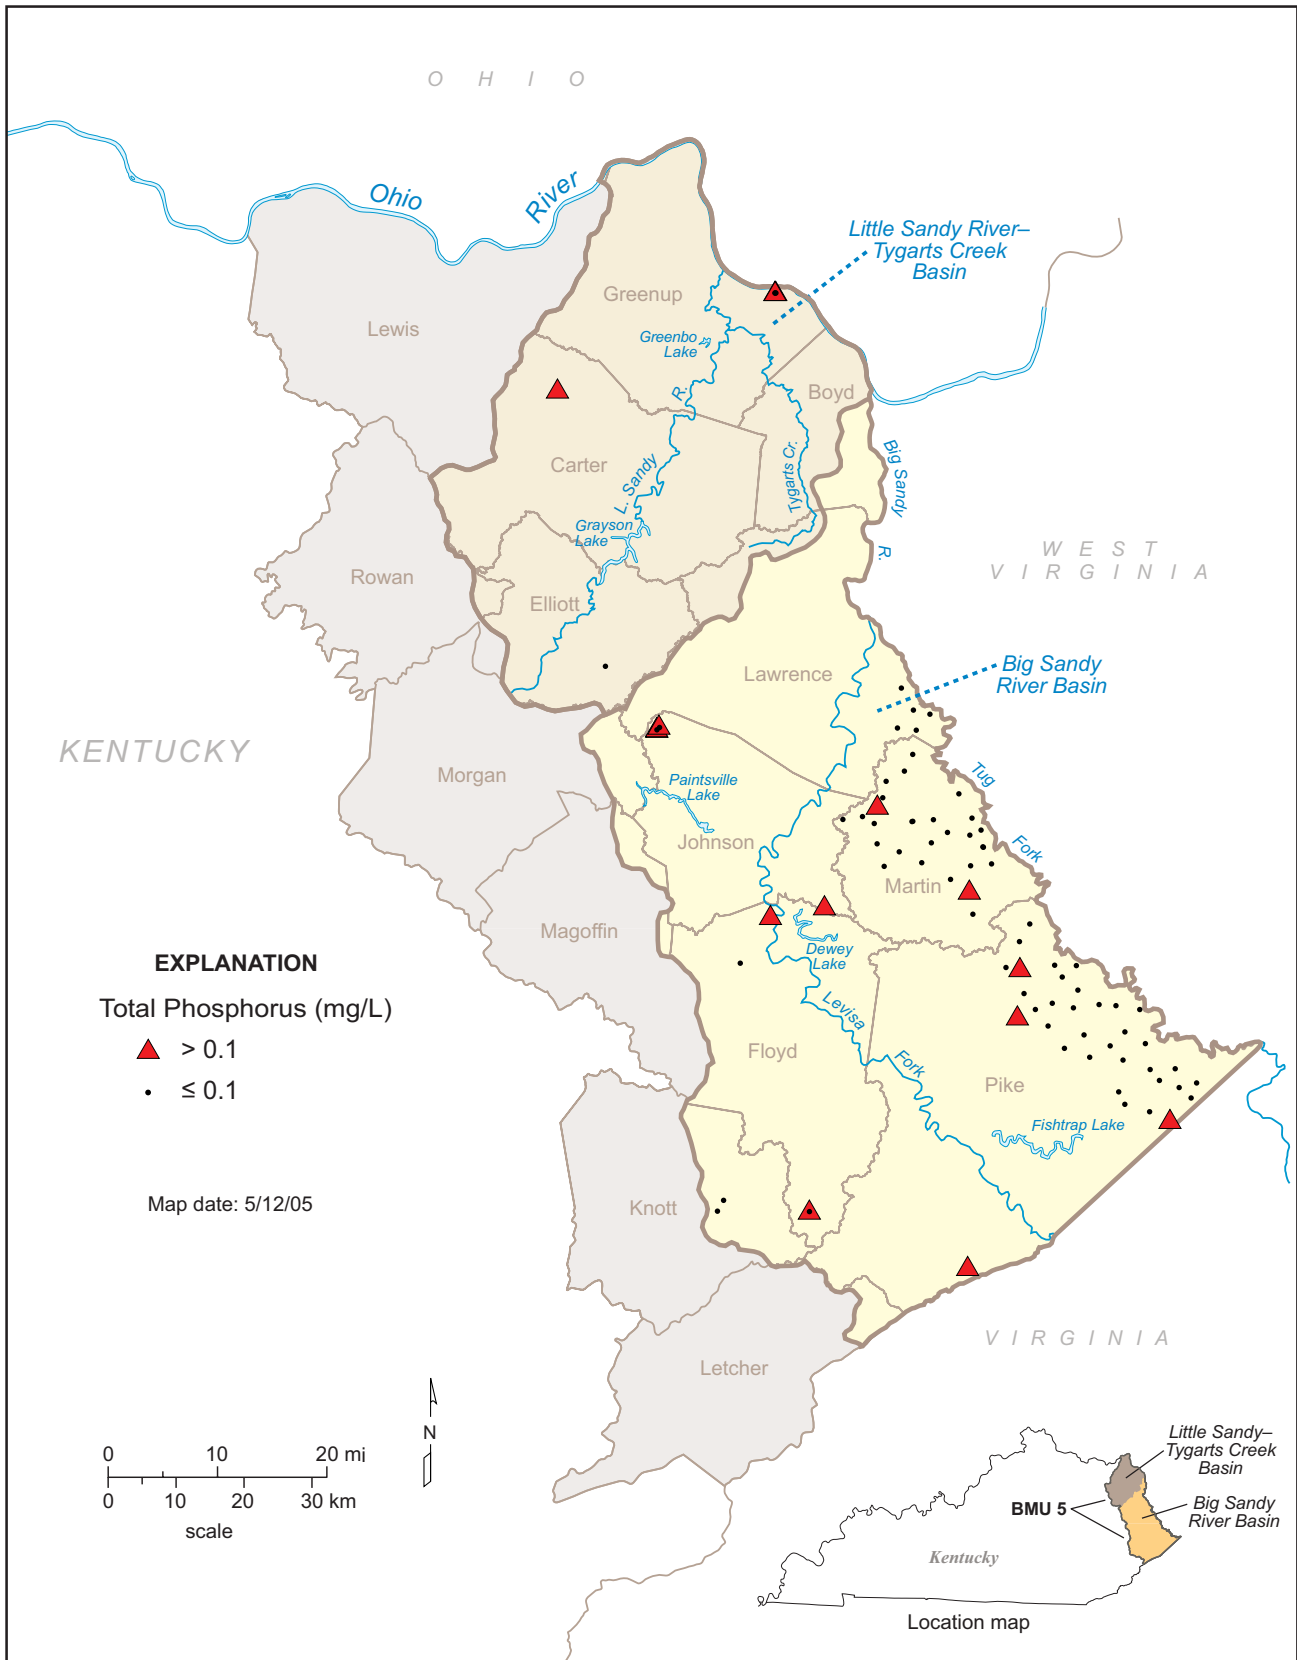 O H I O
Ohio
River
Little Sandy River–
Tygarts Creek
Basin
Greenup
Lewis
Greenbo
Lake
R.
Boyd
Carter
Big Sandy
R.
Tygarts Cr.
L. Sandy
Grayson
Lake
WEST
VIRGINIA
Rowan
Elliott
Lawrence
Big Sandy
River Basin
KENTUCKY
Morgan
Paintsville
Lake
Tug
Fork
Johnson
Martin
Magoffin
Dewey
Lake
Levisa
Fork
EXPLANATION
Total Phosphorus (mg/L)
> 0.1
≤ 0.1
Floyd
Pike
Fishtrap Lake
Map date: 5/12/05
Knott
VIRGINIA
Letcher
N
0 10 20 mi
0 10 20 30 km
scale
Little Sandy–
Tygarts Creek
Basin
BMU 5
Big Sandy
River Basin
Kentucky
Location map